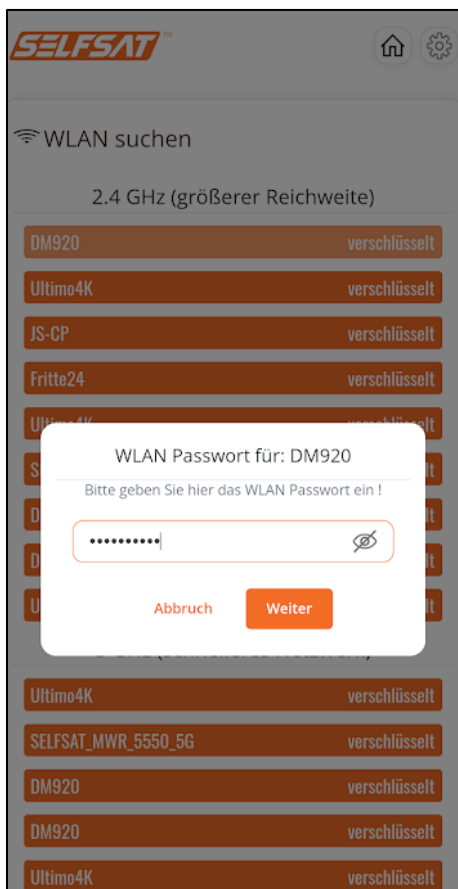 SELFSAT™
WLAN suchen
2.4 GHz (größerer Reichweite)
DM920 verschlüsselt
Ultimo4K verschlüsselt
JS-CP verschlüsselt
Fritte24 verschlüsselt
WLAN Passwort für: DM920
Bitte geben Sie hier das WLAN Passwort ein !
••••••••••
Abbruch Weiter
Ultimo4K verschlüsselt
SELFSAT_MWR_5550_5G verschlüsselt
DM920 verschlüsselt
DM920 verschlüsselt
Ultimo4K verschlüsselt